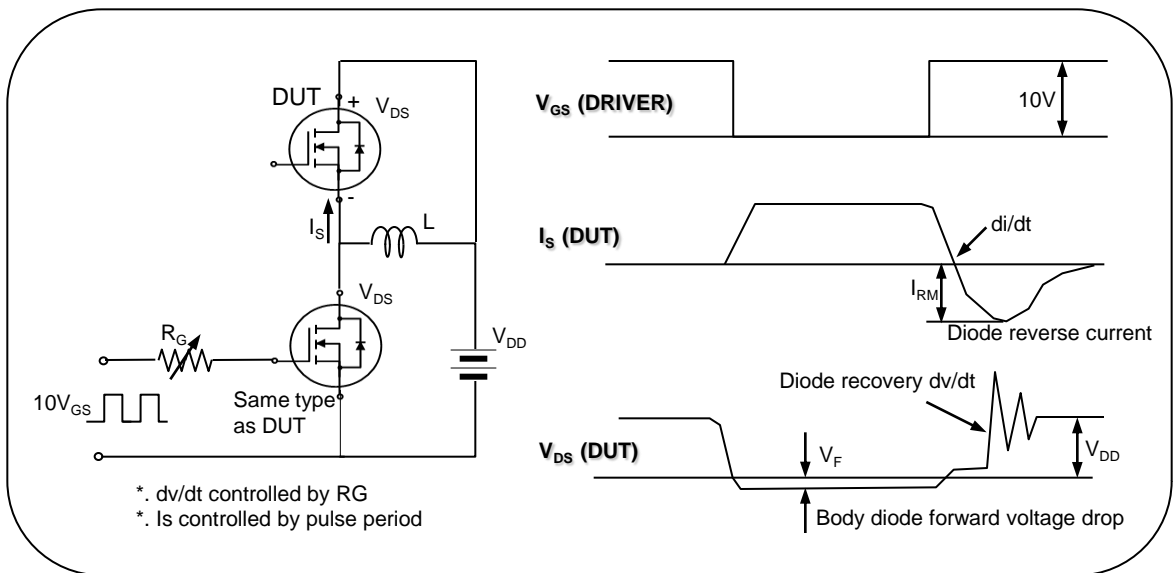 DUT
+
V_DS
-
I_S
L
V_DS
R_G
V_DD
10V_GS
Same type
as DUT
*. dv/dt controlled by RG
*. Is controlled by pulse period
V_GS (DRIVER)
10V
I_S (DUT)
di/dt
I_RM
Diode reverse current
Diode recovery dv/dt
V_DS (DUT)
V_F
V_DD
Body diode forward voltage drop